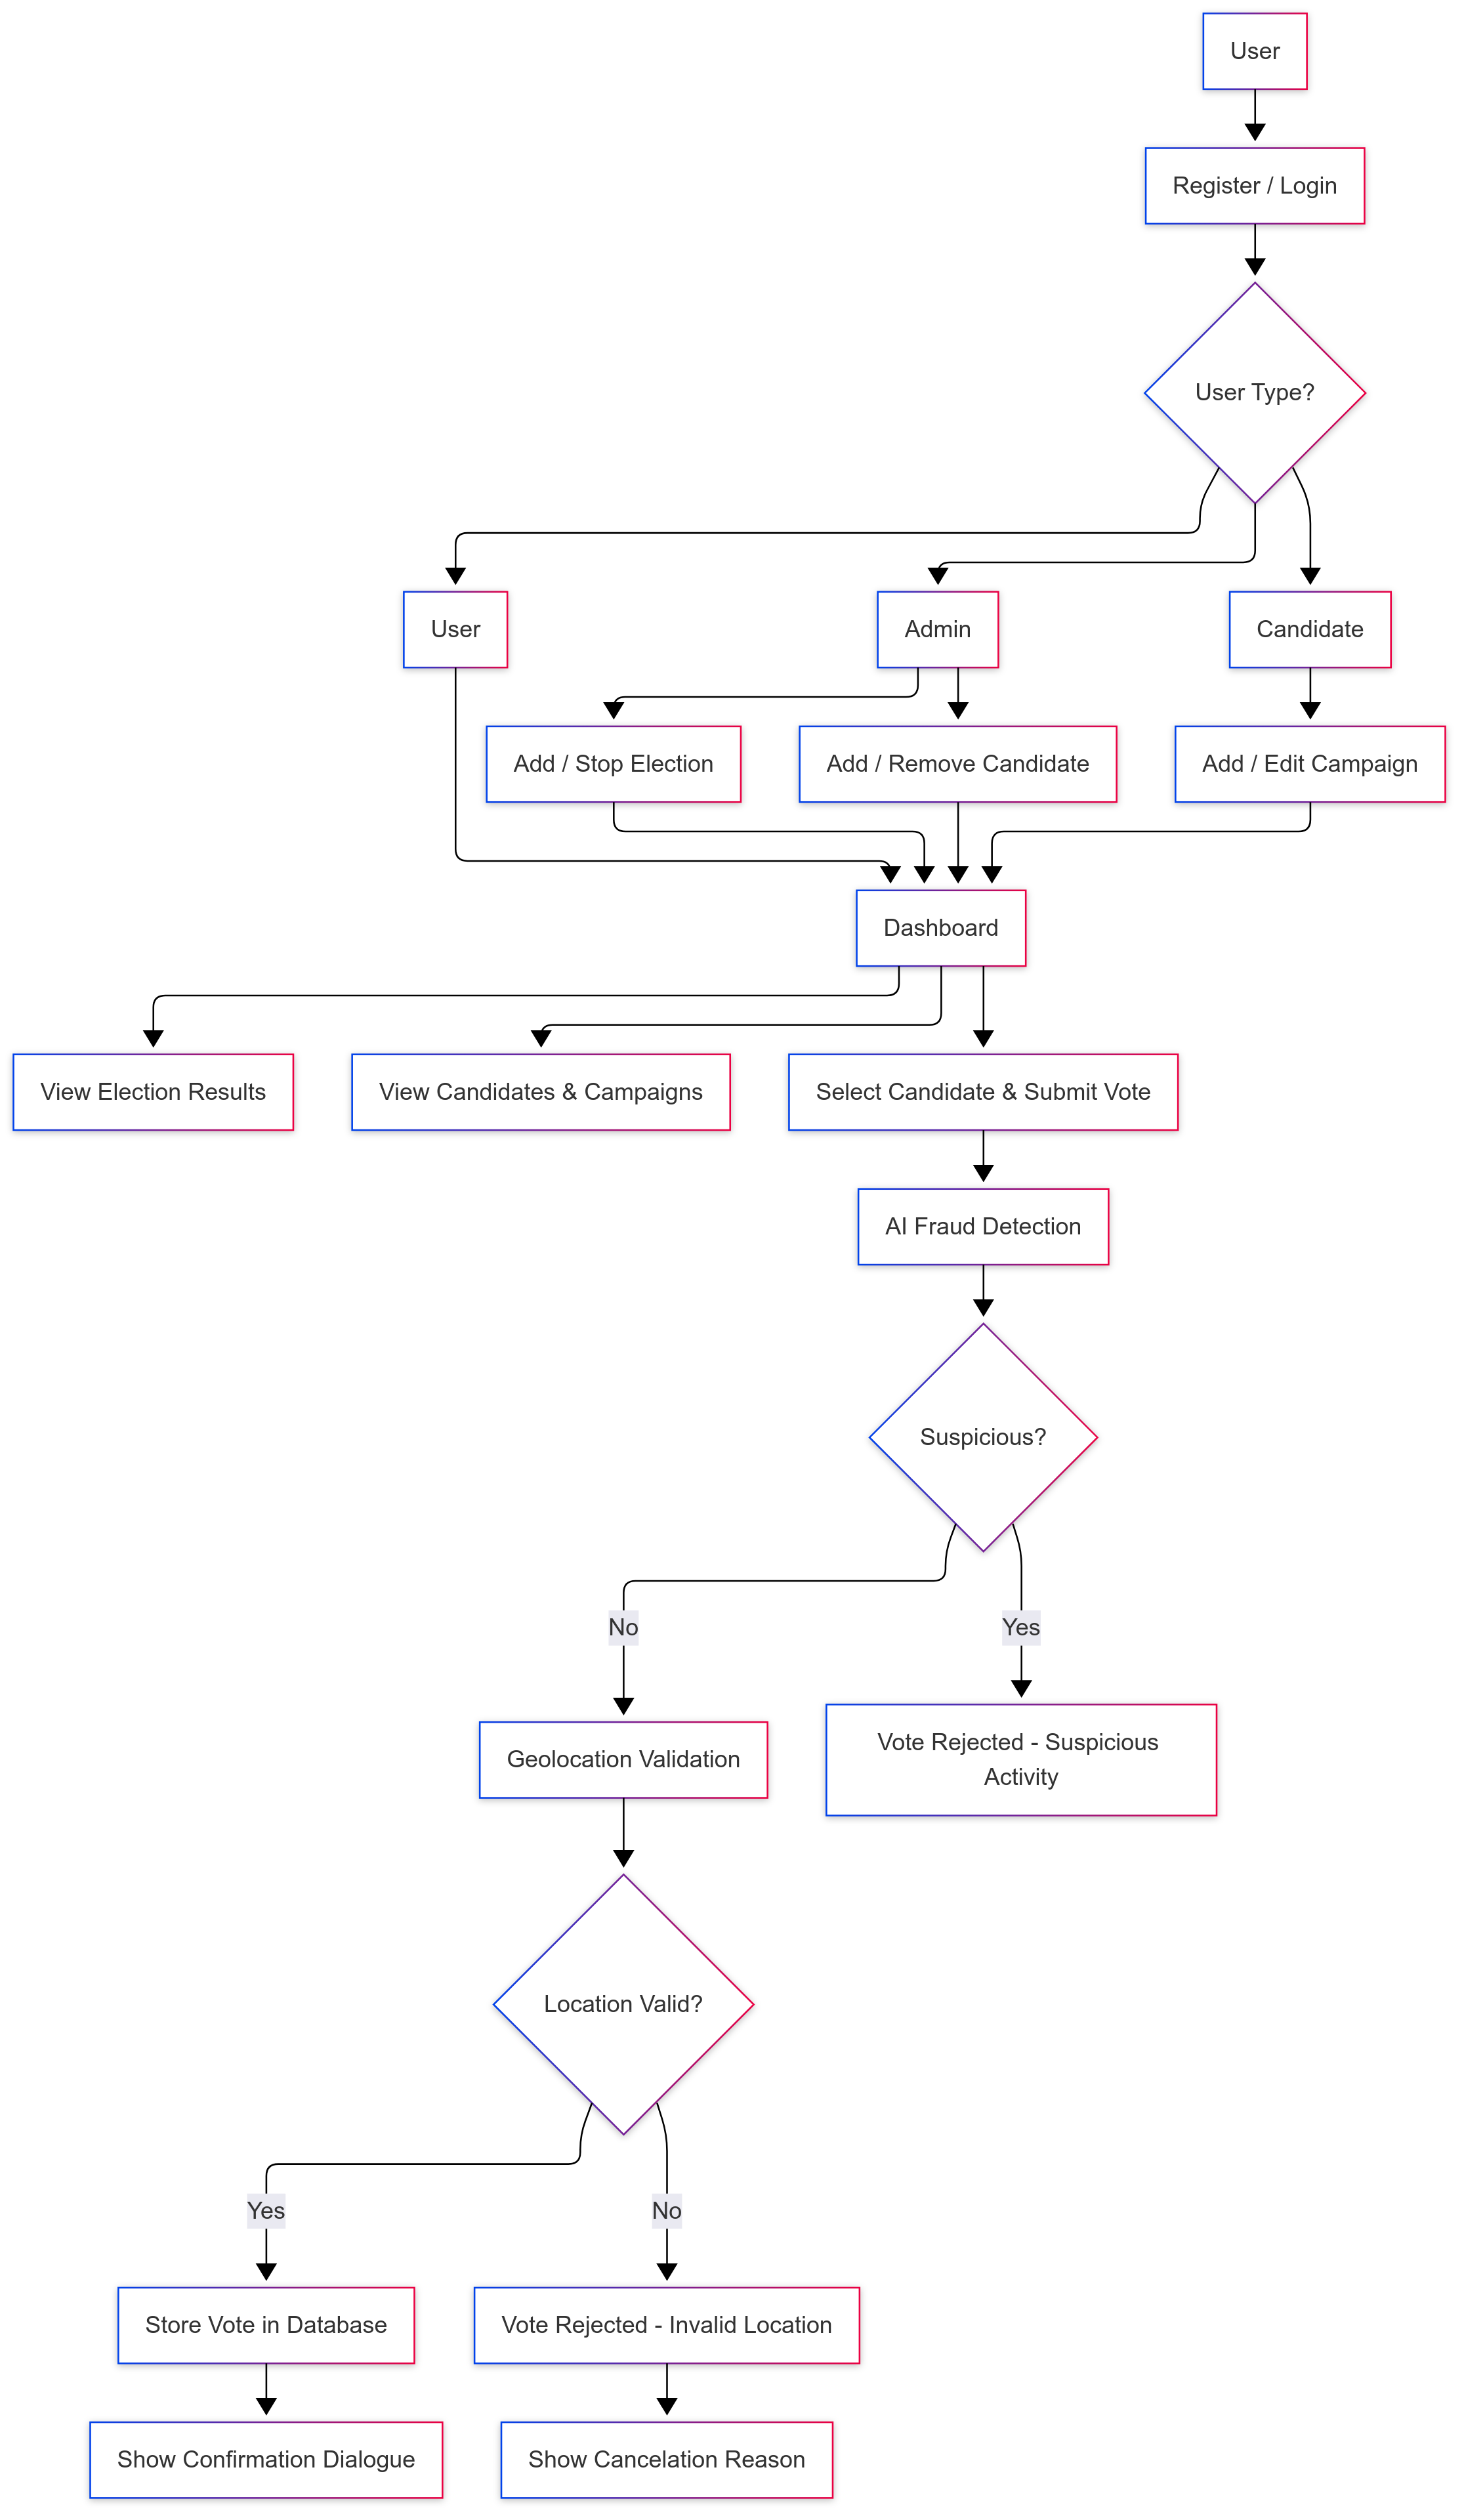 User
Register / Login
User Type?
User
Admin
Candidate
Add / Stop Election
Add / Remove Candidate
Add / Edit Campaign
Dashboard
View Election Results
View Candidates & Campaigns
Select Candidate & Submit Vote
AI Fraud Detection
Suspicious?
No
Yes
Geolocation Validation
Vote Rejected - Suspicious
Activity
Location Valid?
Yes
No
Store Vote in Database
Vote Rejected - Invalid Location
Show Confirmation Dialogue
Show Cancelation Reason